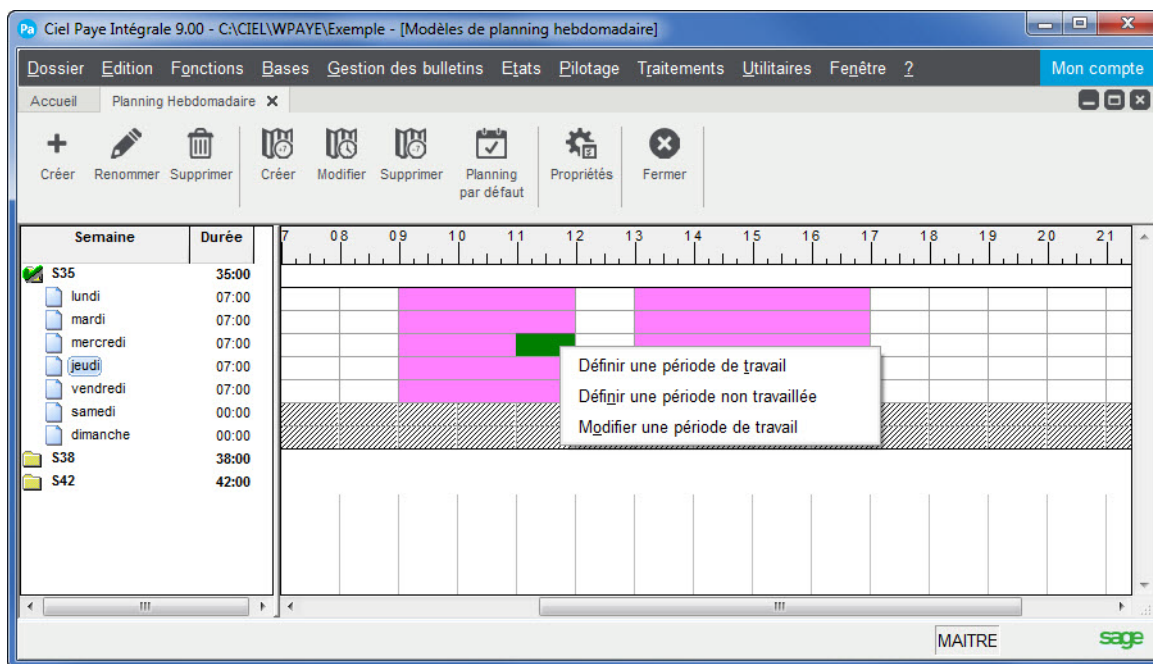 Pa Ciel Paye Intégrale 9.00 - C:\CIEL\WPAYE\Exemple - [Modèles de planning hebdomadaire]
Dossier Edition Fonctions Bases Gestion des bulletins Etats Pilotage Traitements Utilitaires Fenêtre ? Mon compte
Accueil Planning Hebdomadaire
Créer Renommer Supprimer Créer Modifier Supprimer Planning par défaut Propriétés Fermer
Semaine Durée 7 08 09 10 11 12 13 14 15 16 17 18 19 20 21
S35 35:00
lundi 07:00
mardi 07:00
mercredi 07:00
jeudi 07:00
vendredi 07:00
samedi 00:00
dimanche 00:00
S38 38:00
S42 42:00
Définir une période de travail
Définir une période non travaillée
Modifier une période de travail
MAITRE sage